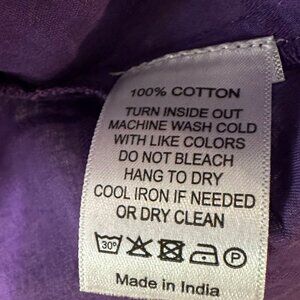 100% COTTON
TURN INSIDE OUT
MACHINE WASH COLD
WITH LIKE COLORS
DO NOT BLEACH
HANG TO DRY
COOL IRON IF NEEDED
OR DRY CLEAN
30° P
Made in India